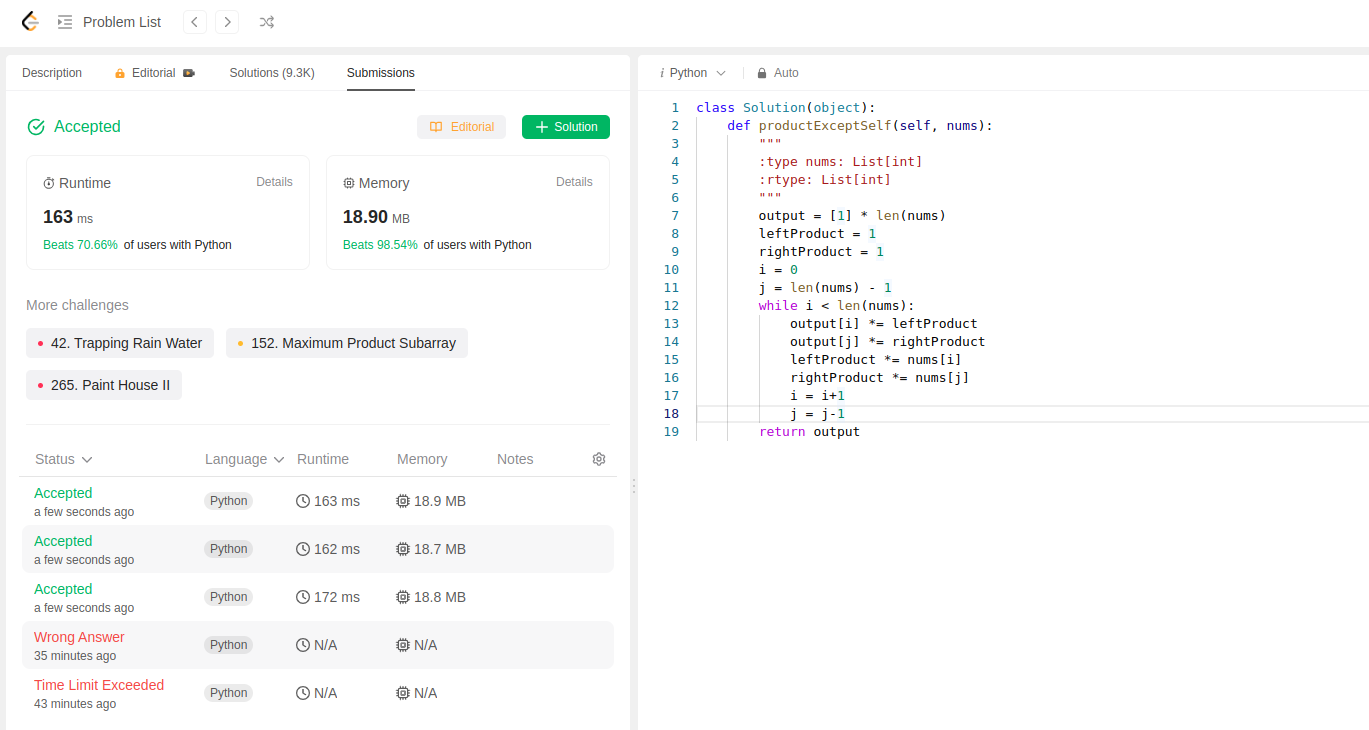 Problem List
Description Editorial Solutions (9.3K) Submissions
Accepted Editorial Solution
Runtime Details
163 ms
Beats 70.66% of users with Python
Memory Details
18.90 MB
Beats 98.54% of users with Python
More challenges
42. Trapping Rain Water 152. Maximum Product Subarray
265. Paint House II
Status Language Runtime Memory Notes
Accepted Python 163 ms 18.9 MB
a few seconds ago
Accepted Python 162 ms 18.7 MB
a few seconds ago
Accepted Python 172 ms 18.8 MB
a few seconds ago
Wrong Answer Python N/A N/A
35 minutes ago
Time Limit Exceeded Python N/A N/A
43 minutes ago
i Python Auto
1 class Solution(object):
2     def productExceptSelf(self, nums):
3         """
4         :type nums: List[int]
5         :rtype: List[int]
6         """
7         output = [1] * len(nums)
8         leftProduct = 1
9         rightProduct = 1
10         i = 0
11         j = len(nums) - 1
12         while i < len(nums):
13             output[i] *= leftProduct
14             output[j] *= rightProduct
15             leftProduct *= nums[i]
16             rightProduct *= nums[j]
17             i = i+1
18             j = j-1
19         return output